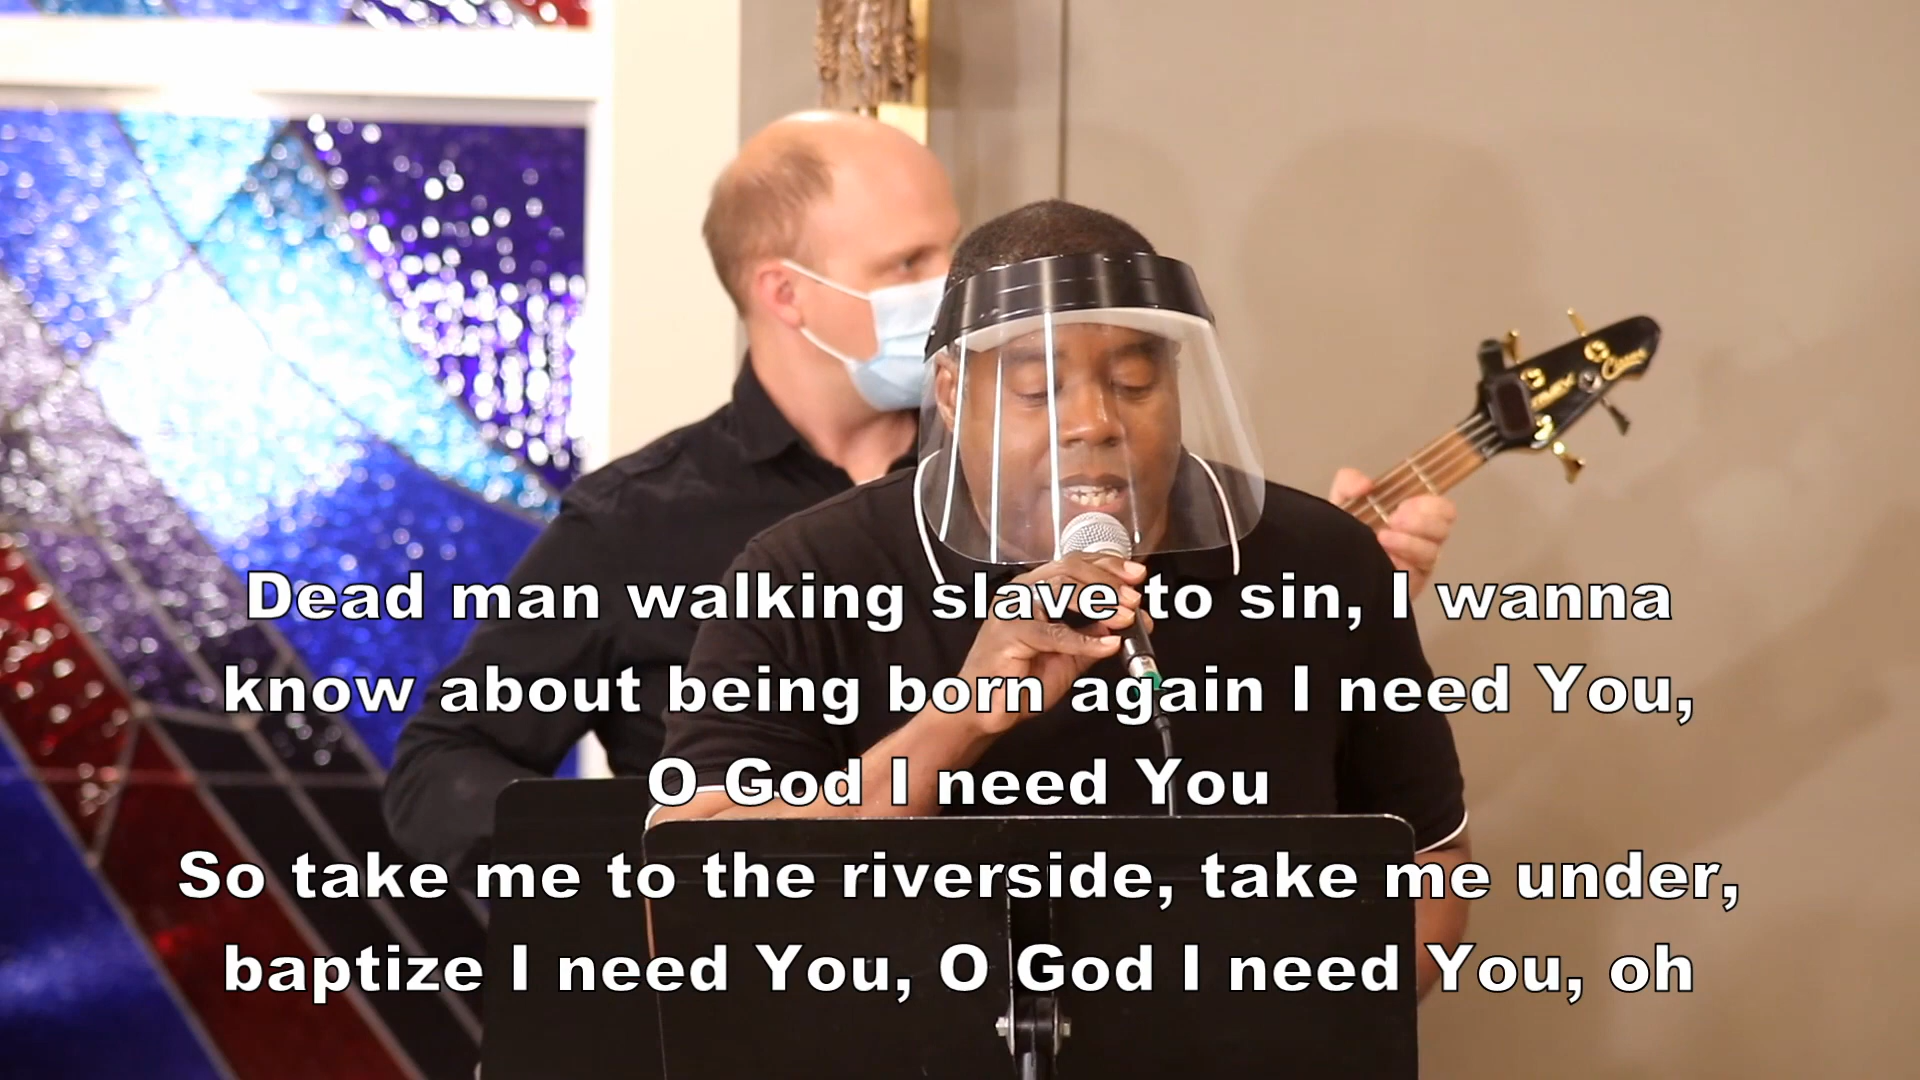 Dead man walking slave to sin, I wanna
know about being born again I need You,
O God I need You
So take me to the riverside, take me under,
baptize I need You, O God I need You, oh